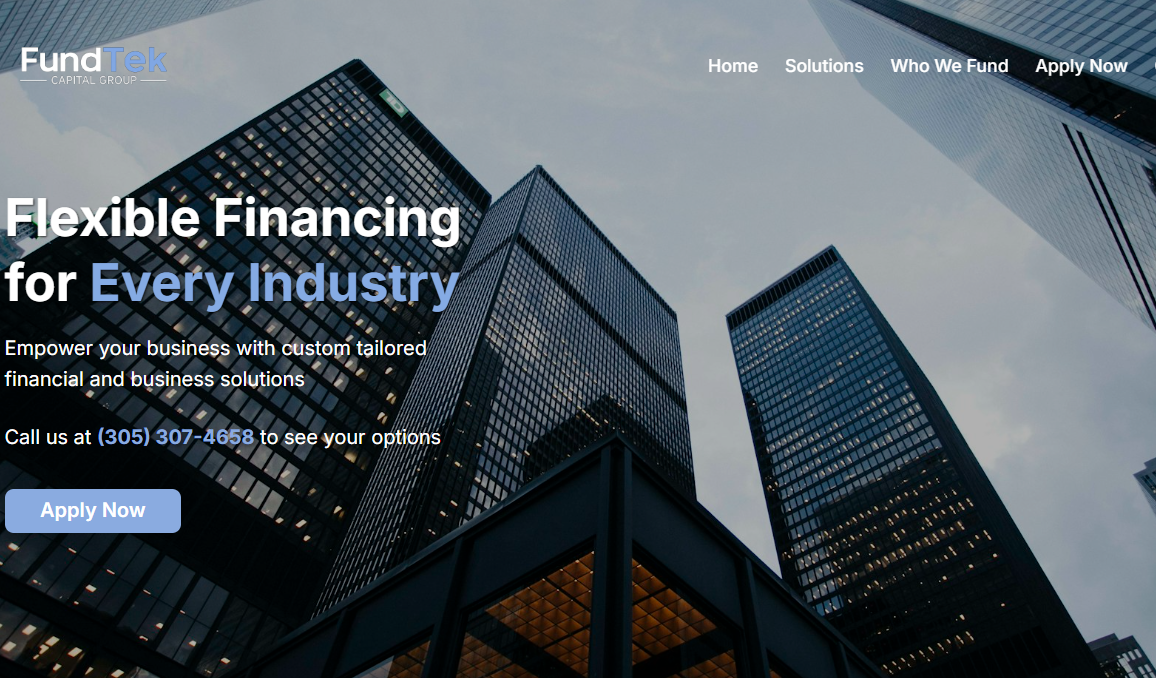 FundTek
CAPITAL GROUP
Home Solutions Who We Fund Apply Now
TD
Flexible Financing
for Every Industry
Empower your business with custom tailored
financial and business solutions
Call us at (305) 307-4658 to see your options
Apply Now